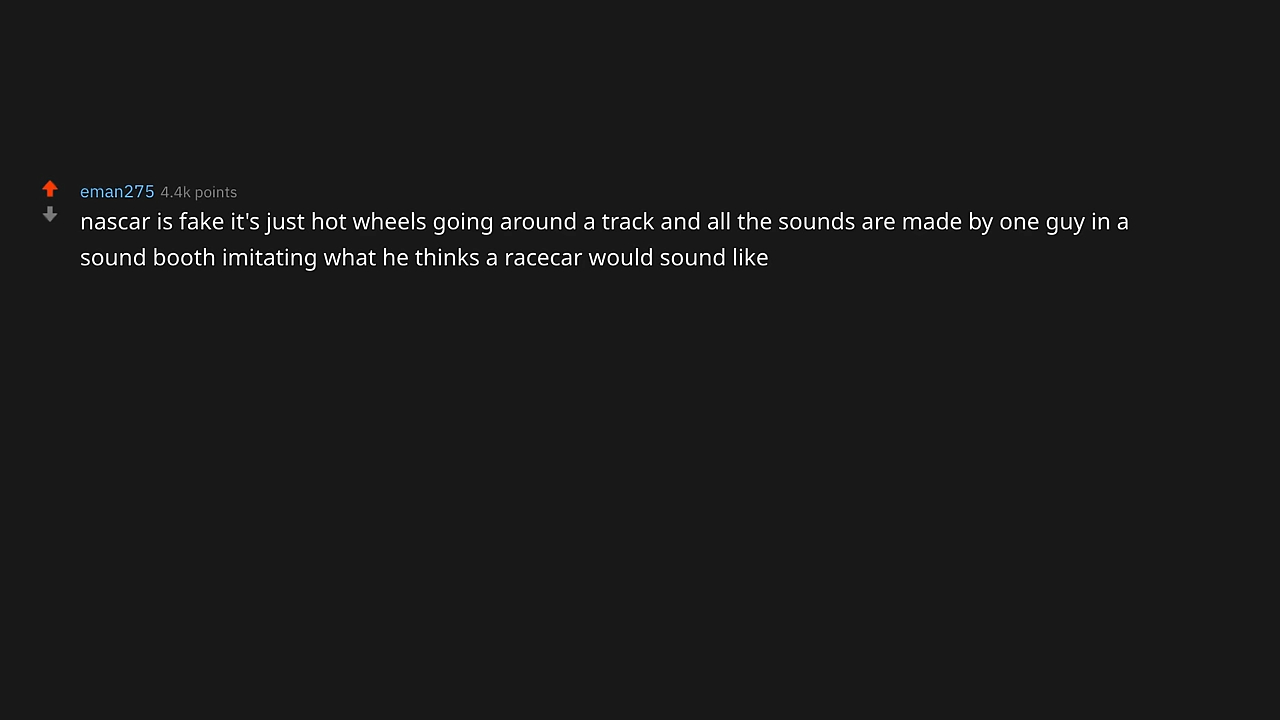 eman275 4.4k points
nascar is fake it's just hot wheels going around a track and all the sounds are made by one guy in a
sound booth imitating what he thinks a racecar would sound like